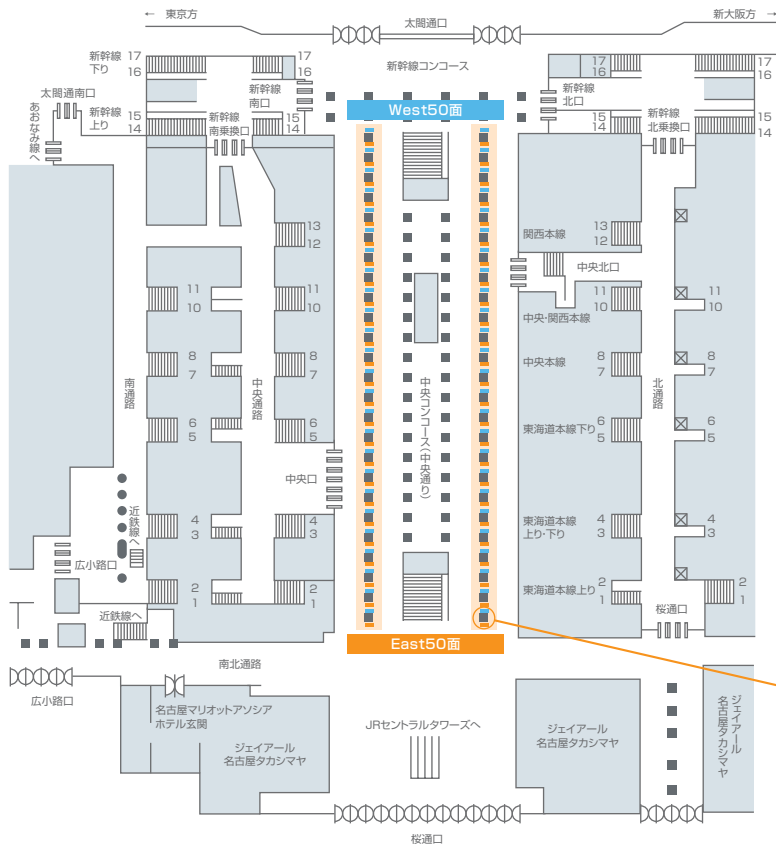 ← 東京方
太閤通口
新大阪方 →
新幹線 17
下り 16
17
16
新幹線コンコース
17
16
17
16
太閤通南口
新幹線
南口
新幹線
北口
あおなみ線へ
新幹線 15
上り 14
新幹線
南乗換口
15
14
West50面
15
14
新幹線
北乗換口
15
14
13
12
関西本線
13
12
中央北口
11
10
11
10
11
10
中央・関西本線
11
10
8
7
8
7
中央本線
8
7
8
7
南通路
中央通路
中央コンコース(中央通り)
北通路
6
5
6
5
東海道本線下り
6
5
6
5
中央口
近鉄線へ
4
3
4
3
東海道本線
上り・下り
4
3
4
3
広小路口
2
1
2
1
東海道本線上り
2
1
2
1
近鉄線へ
桜通口
East50面
南北通路
広小路口
名古屋マリオットアソシア
ホテル玄関
JRセントラルタワーズへ
ジェイアール
名古屋タカシマヤ
ジェイアール
名古屋タカシマヤ
ジェイアール
名古屋タカシマヤ
桜通口